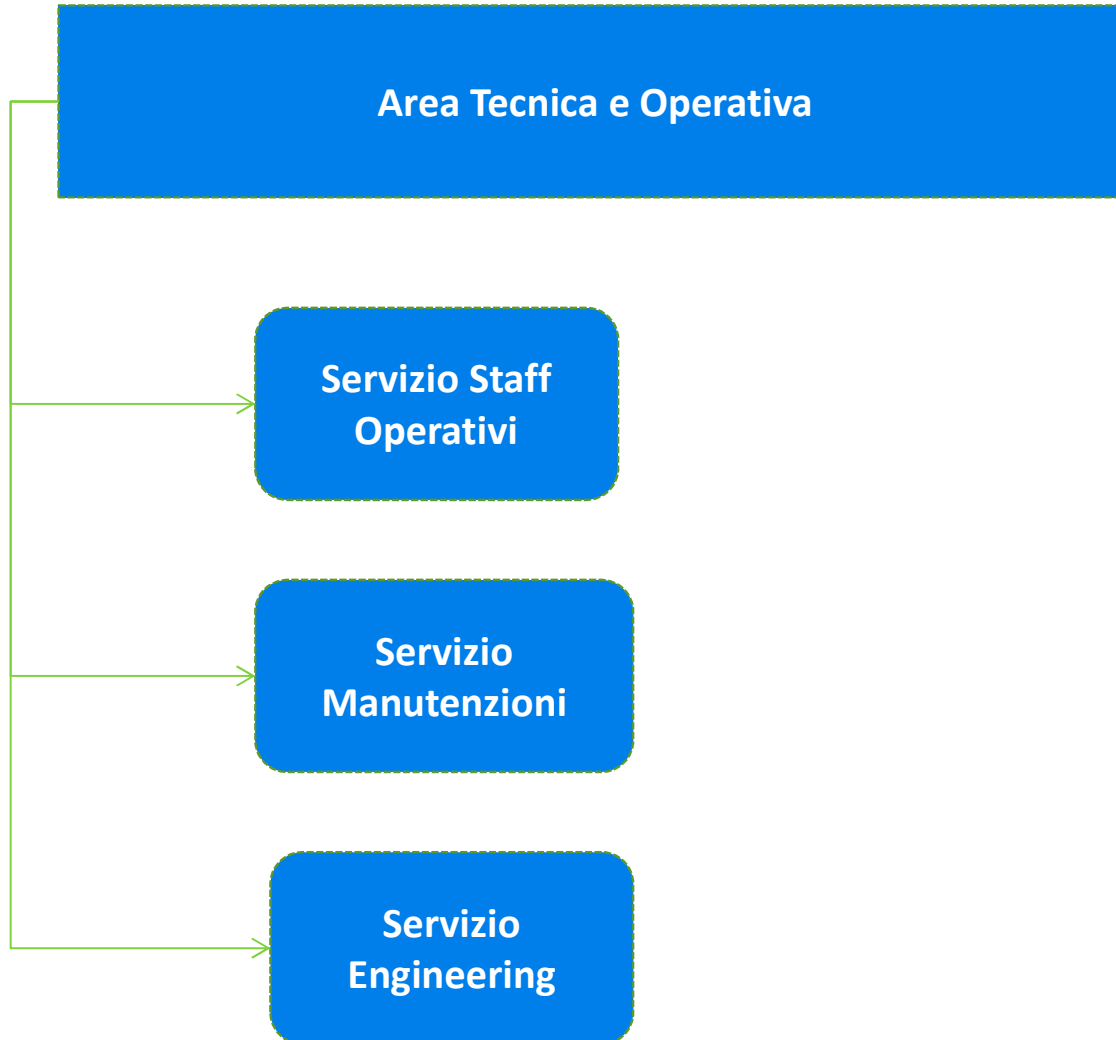 Area Tecnica e Operativa
Servizio Staff
Operativi
Servizio
Manutenzioni
Servizio
Engineering